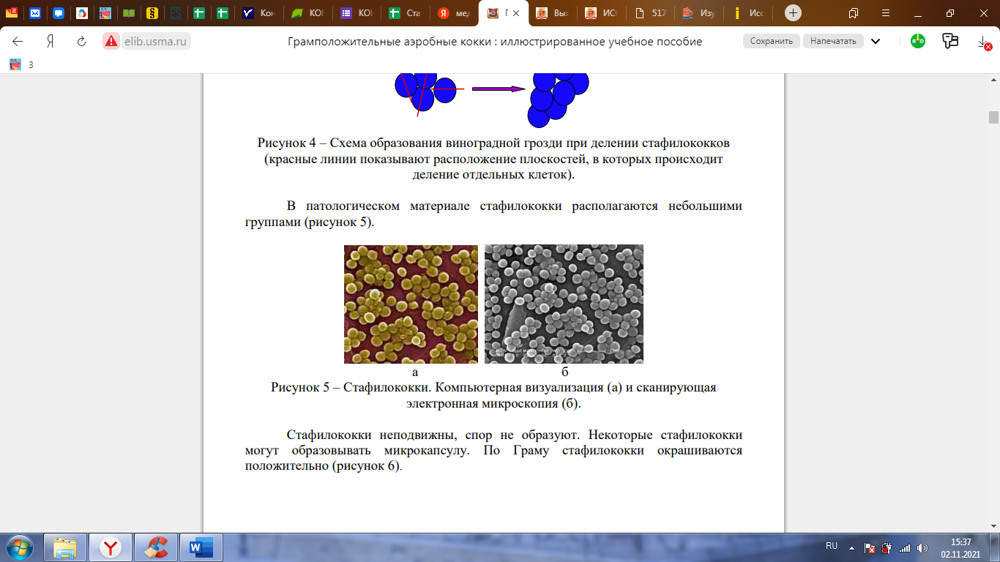 Кон
КОН
КОН
Ста
Я мед
Г
Выя
ИСС
517
Изу
Исс
elib.usma.ru
Грамположительные аэробные кокки : иллюстрированное учебное пособие
Сохранить
Напечатать
3
Рисунок 4 – Схема образования виноградной грозди при делении стафилококков
(красные линии показывают расположение плоскостей, в которых происходит
деление отдельных клеток).
В патологическом материале стафилококки располагаются небольшими
группами (рисунок 5).
а
б
Рисунок 5 – Стафилококки. Компьютерная визуализация (а) и сканирующая
электронная микроскопия (б).
Стафилококки неподвижны, спор не образуют. Некоторые стафилококки
могут образовывать микрокапсулу. По Граму стафилококки окрашиваются
положительно (рисунок 6).
RU
15:37
02.11.2021